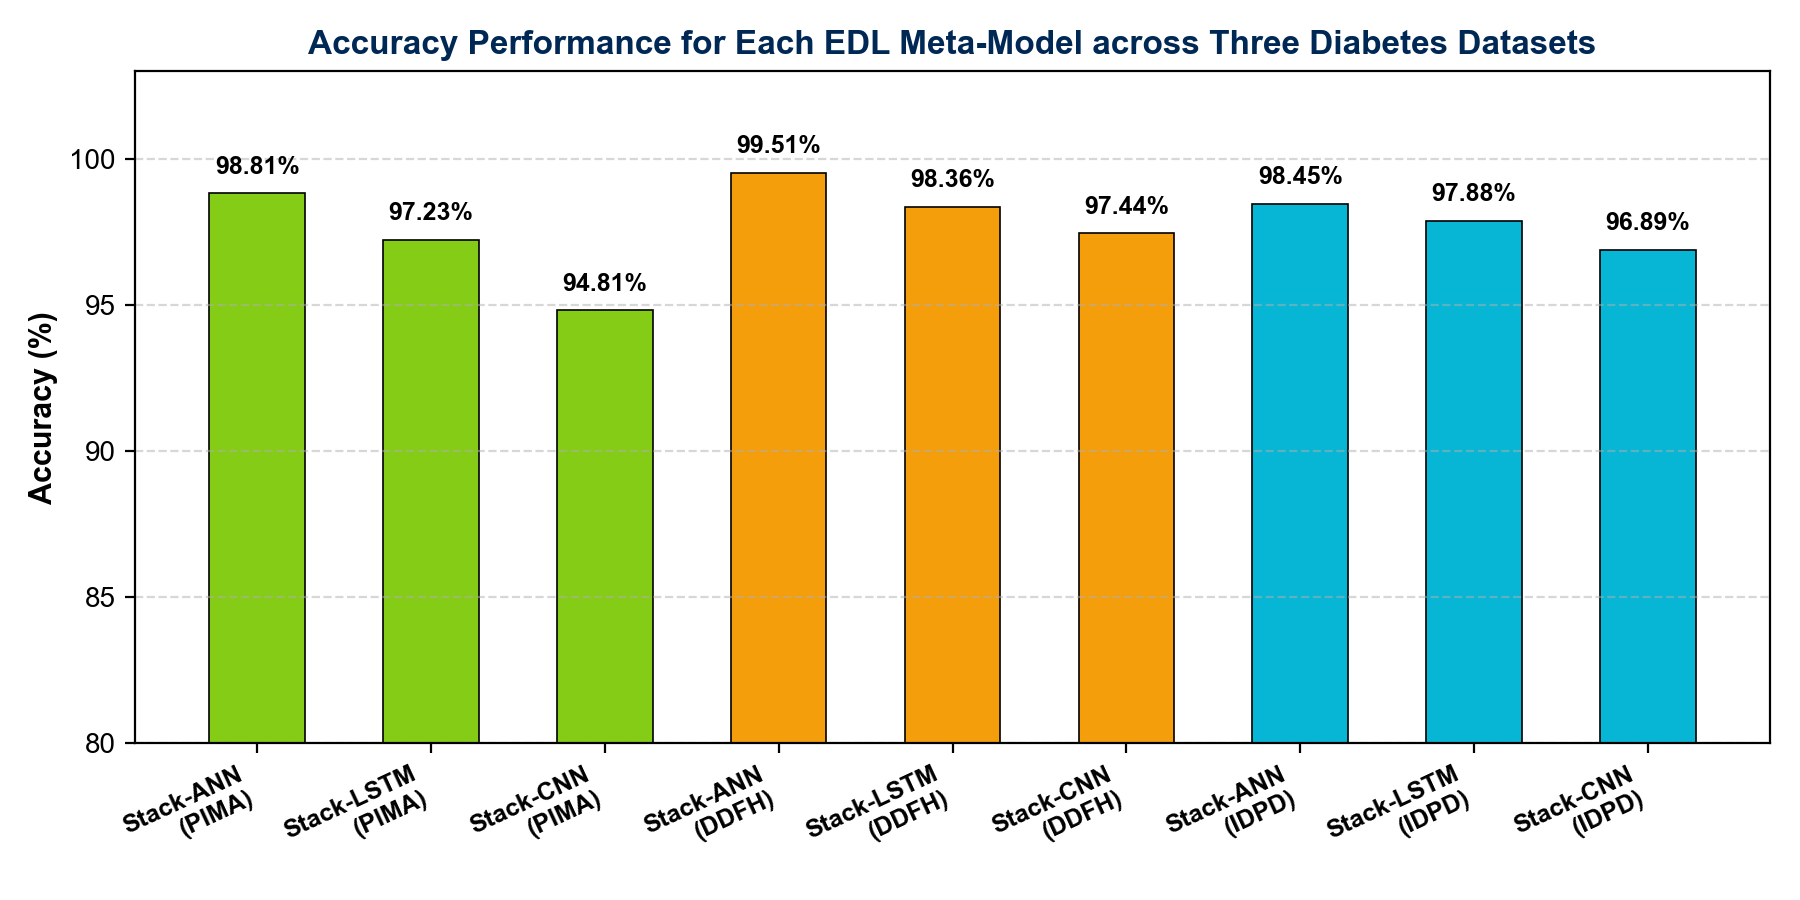 Accuracy Performance for Each EDL Meta-Model across Three Diabetes Datasets
Accuracy (%)
100
95
90
85
80
98.81%
97.23%
94.81%
99.51%
98.36%
97.44%
98.45%
97.88%
96.89%
Stack-ANN
(PIMA)
Stack-LSTM
(PIMA)
Stack-CNN
(PIMA)
Stack-ANN
(DDFH)
Stack-LSTM
(DDFH)
Stack-CNN
(DDFH)
Stack-ANN
(IDPD)
Stack-LSTM
(IDPD)
Stack-CNN
(IDPD)